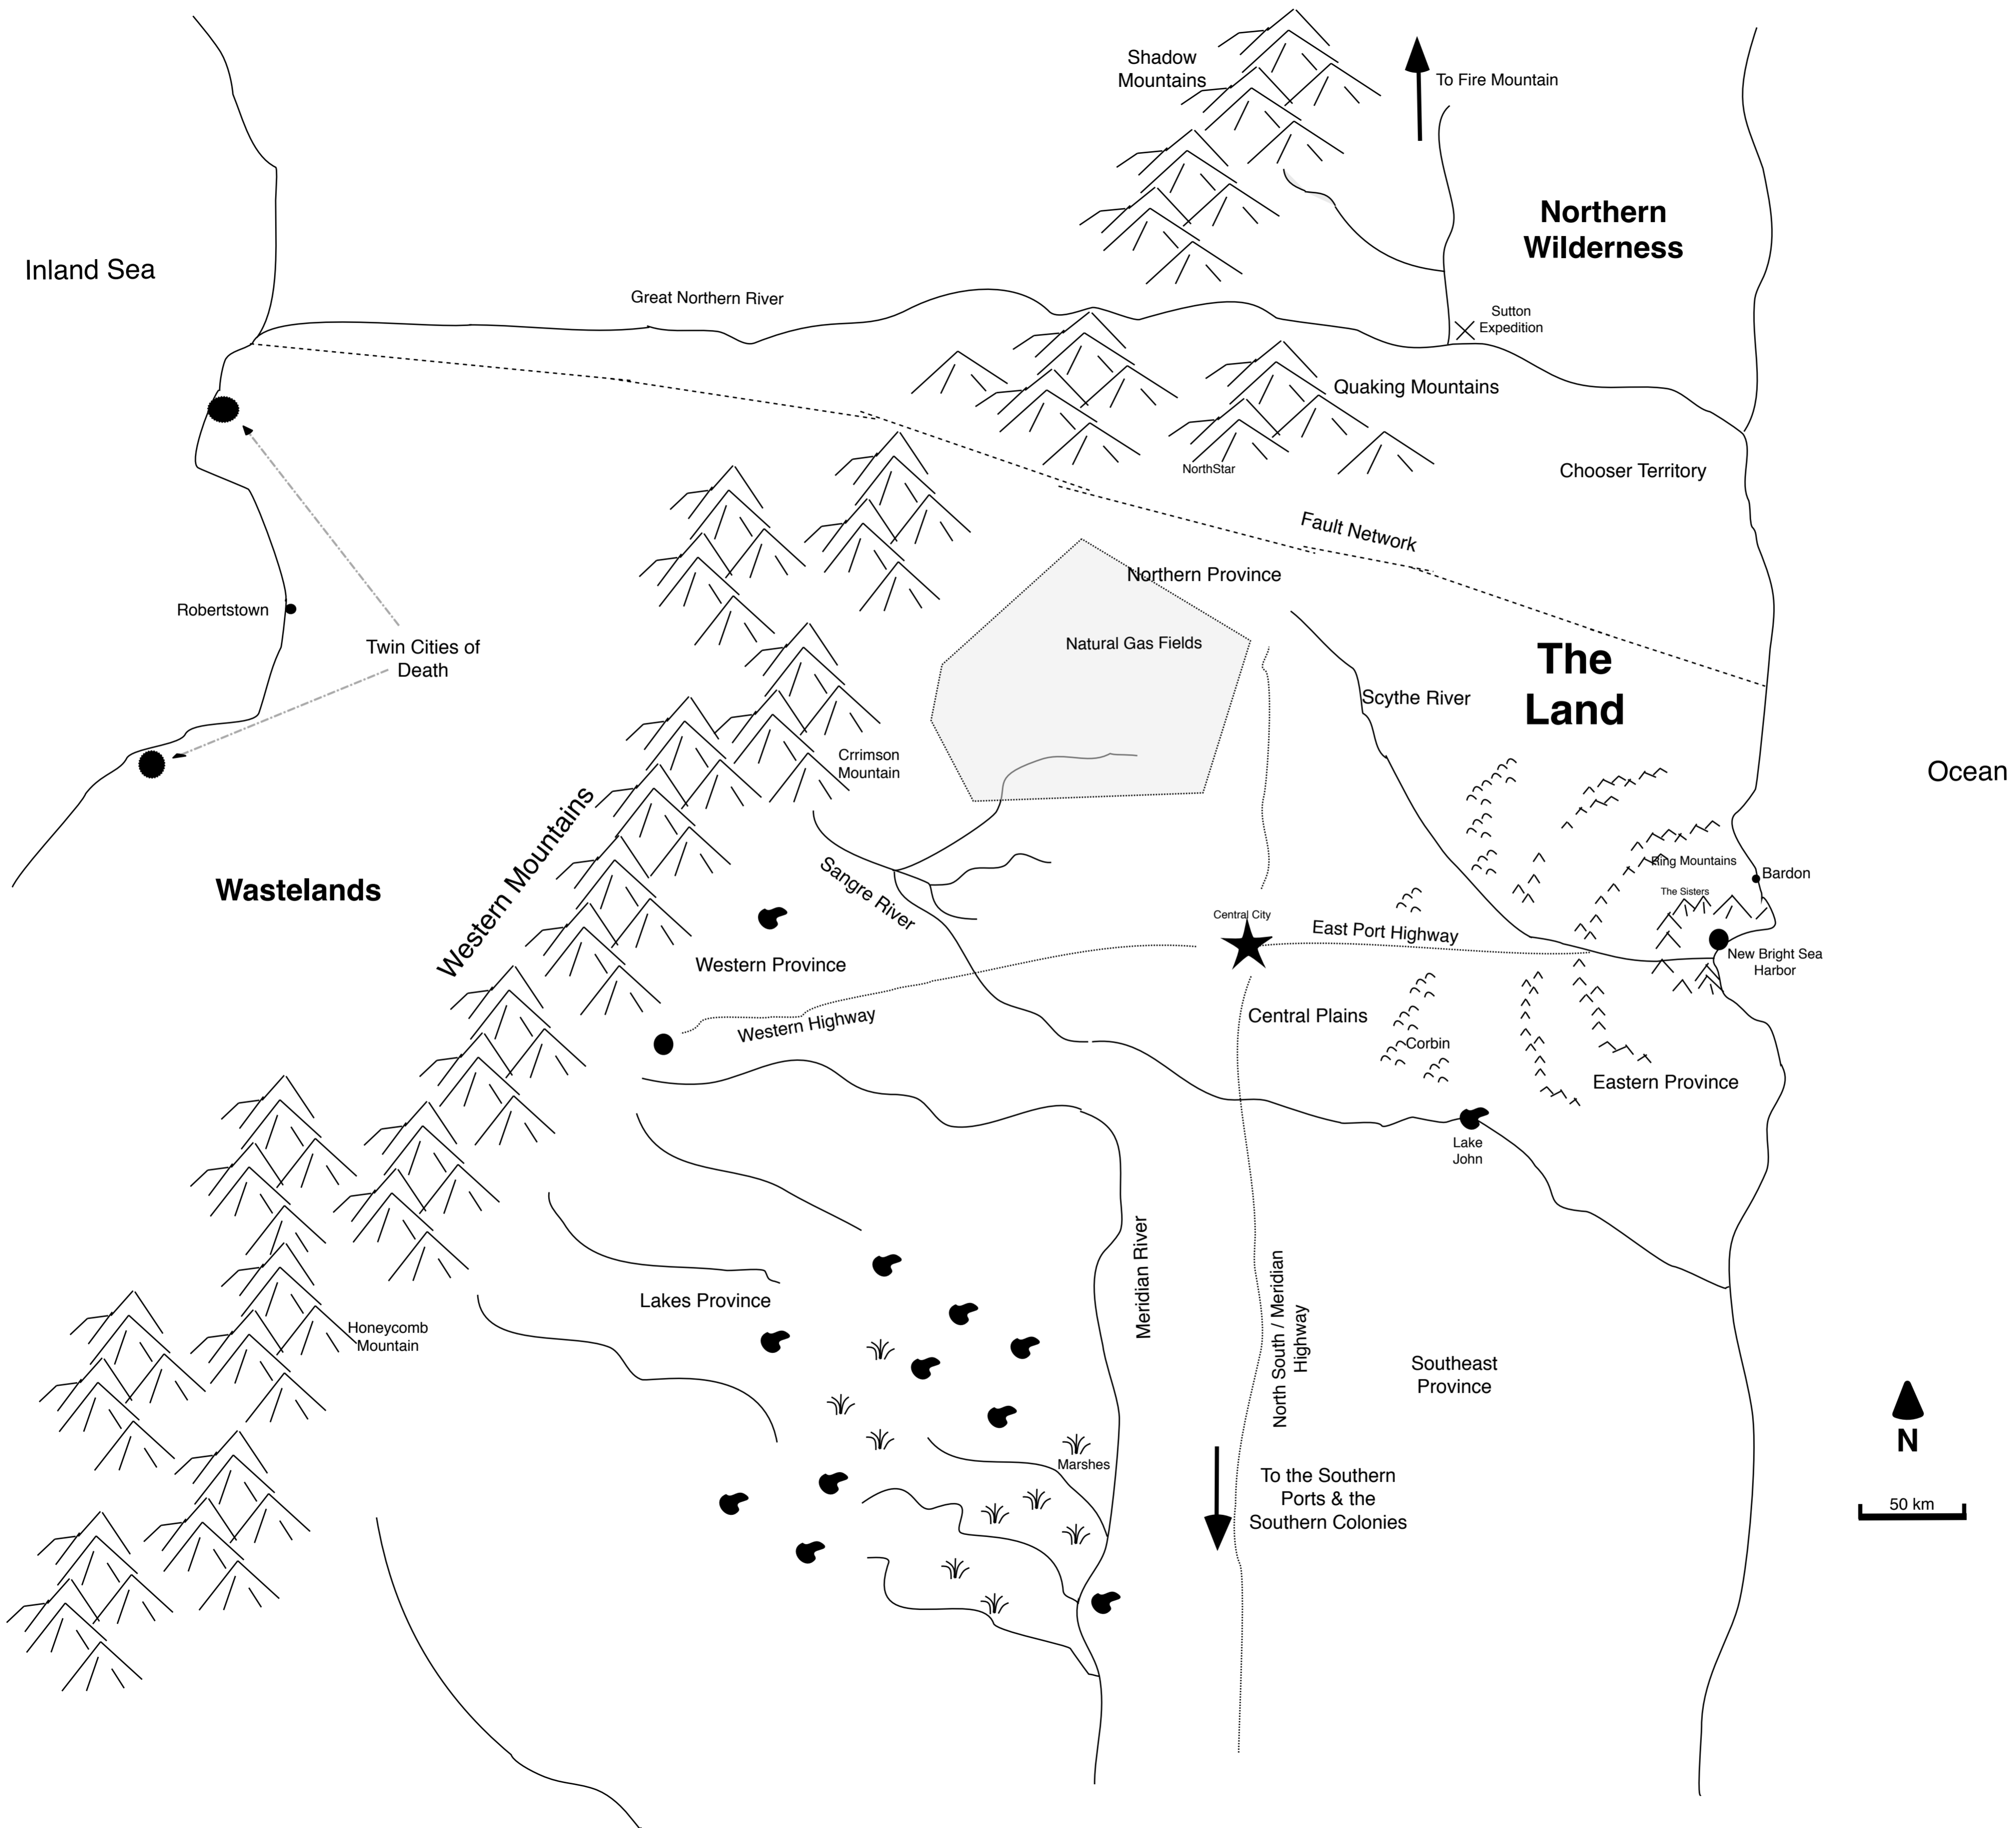 Shadow
Mountains
To Fire Mountain
Northern
Wilderness
Inland Sea
Great Northern River
Sutton
Expedition
Quaking Mountains
NorthStar
Chooser Territory
Fault Network
Northern Province
Robertstown
Natural Gas Fields
Twin Cities of
Death
The
Land
Scythe River
Crrimson
Mountain
Ocean
Western Mountains
Wastelands
Sangre River
Ring Mountains
Bardon
The Sisters
Central City
East Port Highway
New Bright Sea
Harbor
Western Province
Western Highway
Central Plains
Corbin
Eastern Province
Lake
John
Meridian River
North South / Meridian
Highway
Lakes Province
Honeycomb
Mountain
Southeast
Province
N
Marshes
To the Southern
Ports & the
Southern Colonies
50 km